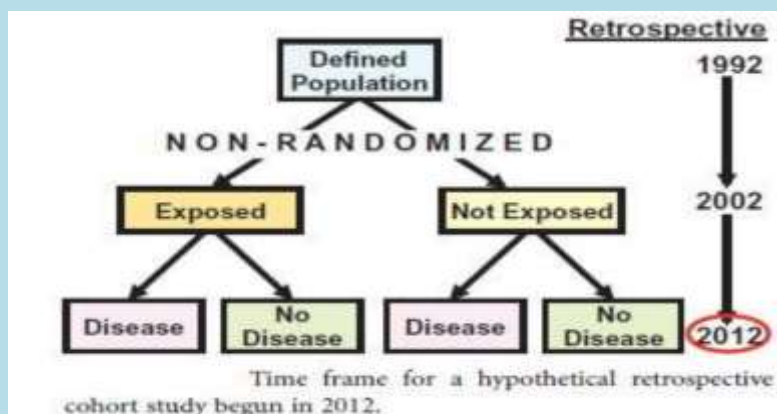 Retrospective
Defined
Population
1992
NON-RANDOMIZED
Exposed
Not Exposed
2002
Disease
No
Disease
Disease
No
Disease
2012
Time frame for a hypothetical retrospective
cohort study begun in 2012.